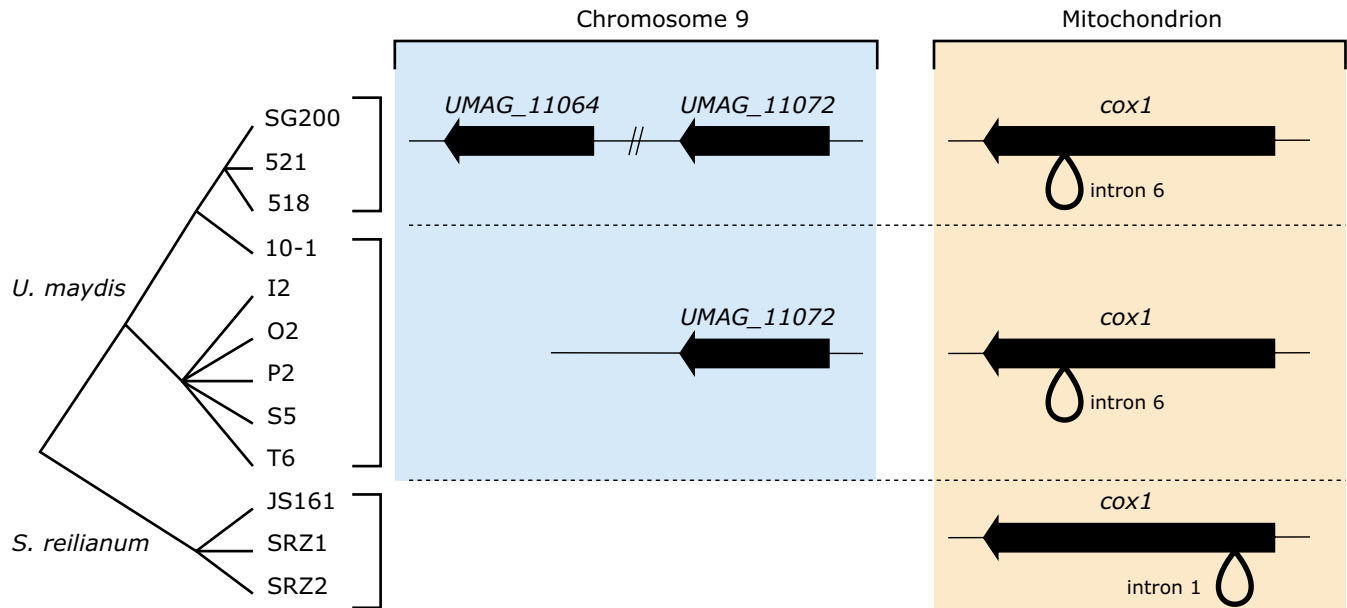 Chromosome 9
Mitochondrion
UMAG_11064
UMAG_11072
cox1
SG200
521
518
intron 6
10-1
U. maydis
I2
O2
P2
S5
T6
UMAG_11072
cox1
intron 6
S. reilianum
JS161
SRZ1
SRZ2
cox1
intron 1